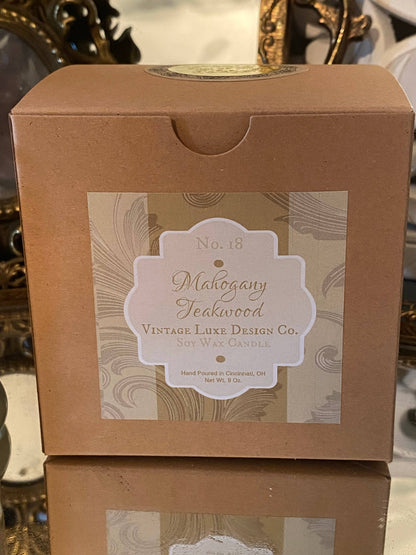 No. 18
Mahogany
Teakwood
Vintage Luxe Design Co.
Soy Wax Candle
Hand Poured in Cincinnati, OH
Net Wt. 9 Oz.